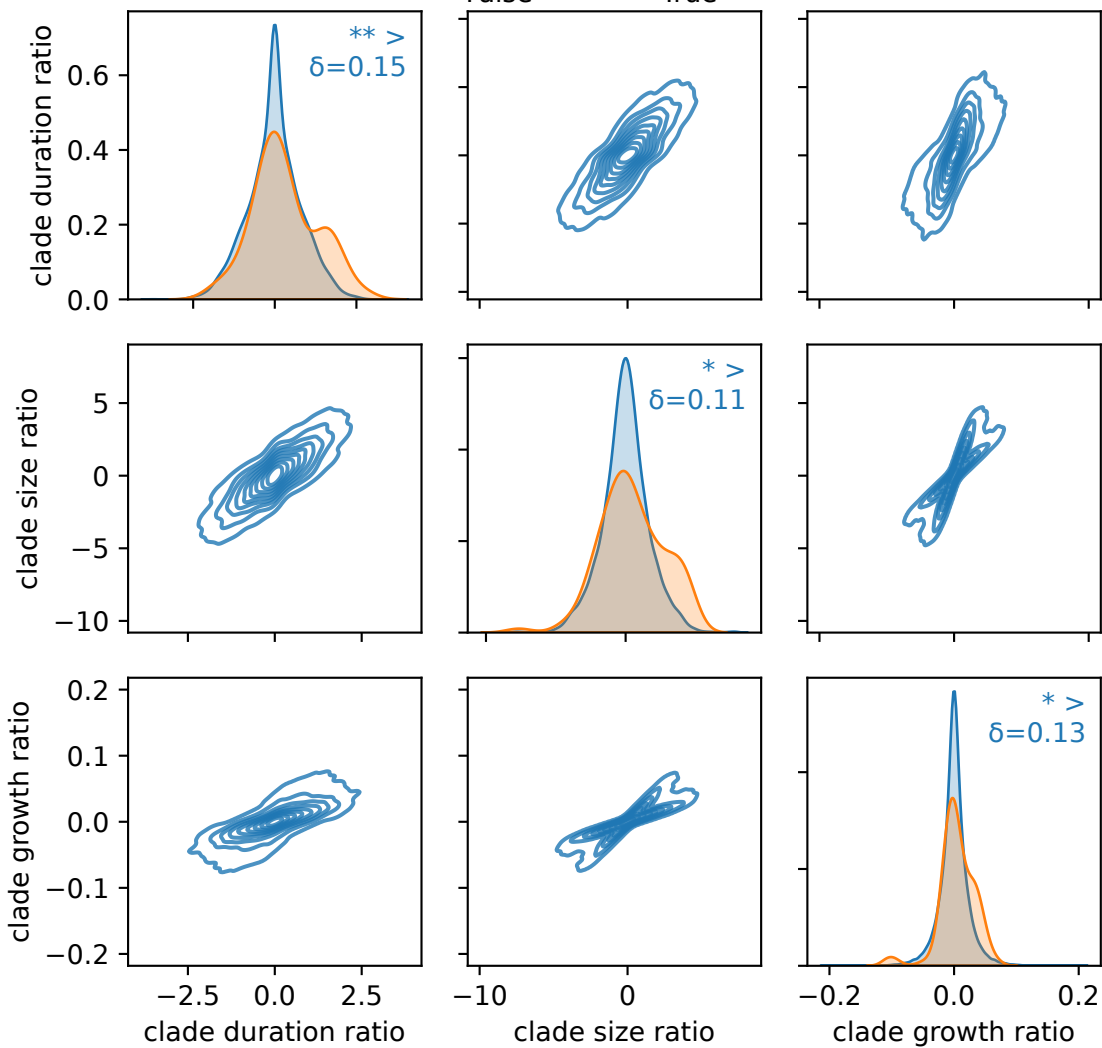 False True
clade duration ratio
0.6
0.4
0.2
0.0
** >
δ=0.15
clade size ratio
5
0
−5
−10
* >
δ=0.11
clade growth ratio
0.2
0.1
0.0
−0.1
−0.2
* >
δ=0.13
−2.5 0.0 2.5
−10 0
−0.2 0.0 0.2
clade duration ratio
clade size ratio
clade growth ratio